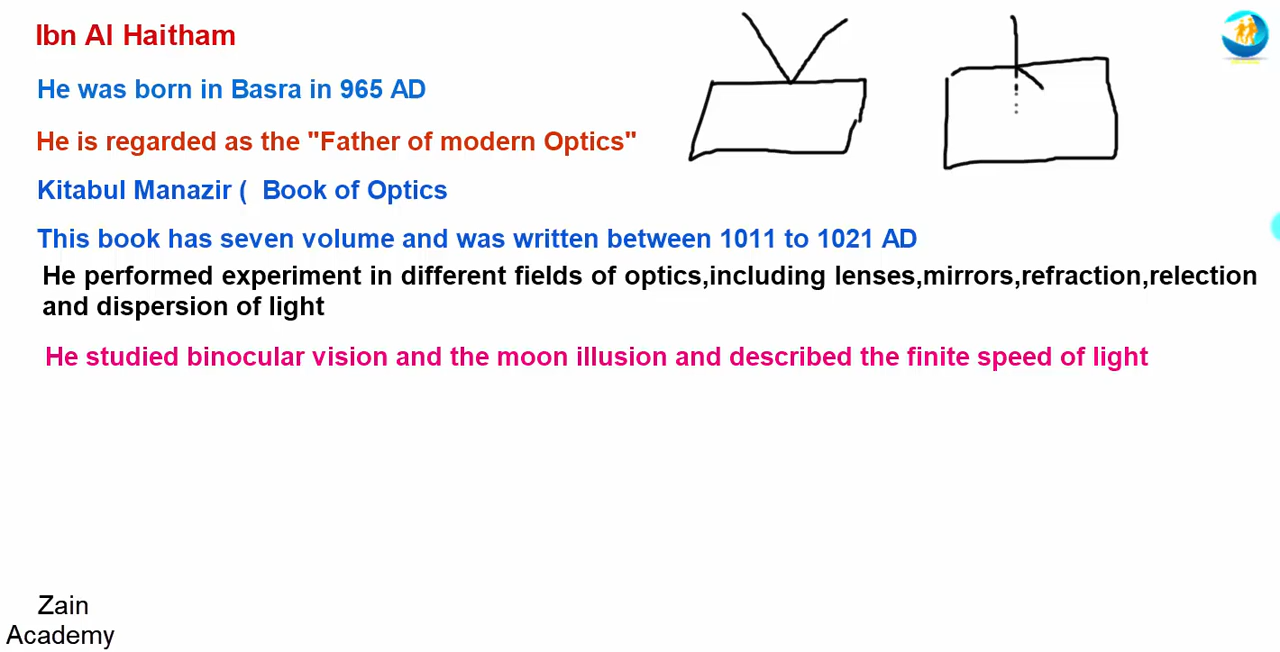 Ibn Al Haitham
He was born in Basra in 965 AD
He is regarded as the "Father of modern Optics"
Kitabul Manazir (  Book of Optics
This book has seven volume and was written between 1011 to 1021 AD
He performed experiment in different fields of optics,including lenses,mirrors,refraction,relection
and dispersion of light
He studied binocular vision and the moon illusion and described the finite speed of light
Zain
Academy